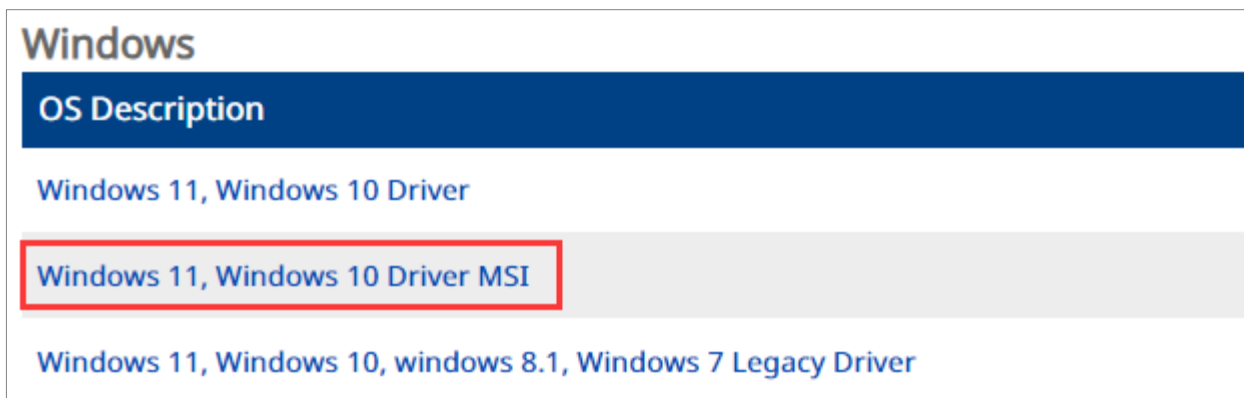 Windows
OS Description
Windows 11, Windows 10 Driver
Windows 11, Windows 10 Driver MSI
Windows 11, Windows 10, windows 8.1, Windows 7 Legacy Driver